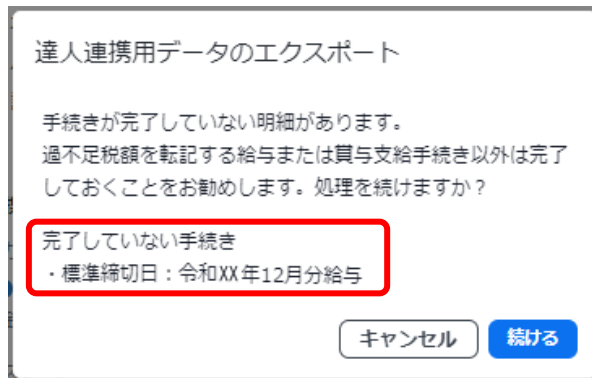 達人連携用データのエクスポート
手続きが完了していない明細があります。
過不足税額を転記する給与または賞与支給手続き以外は完了
しておくことをお勧めします。処理を続けますか？
完了していない手続き
・標準締切日：令和XX年12月分給与
キャンセル
続ける